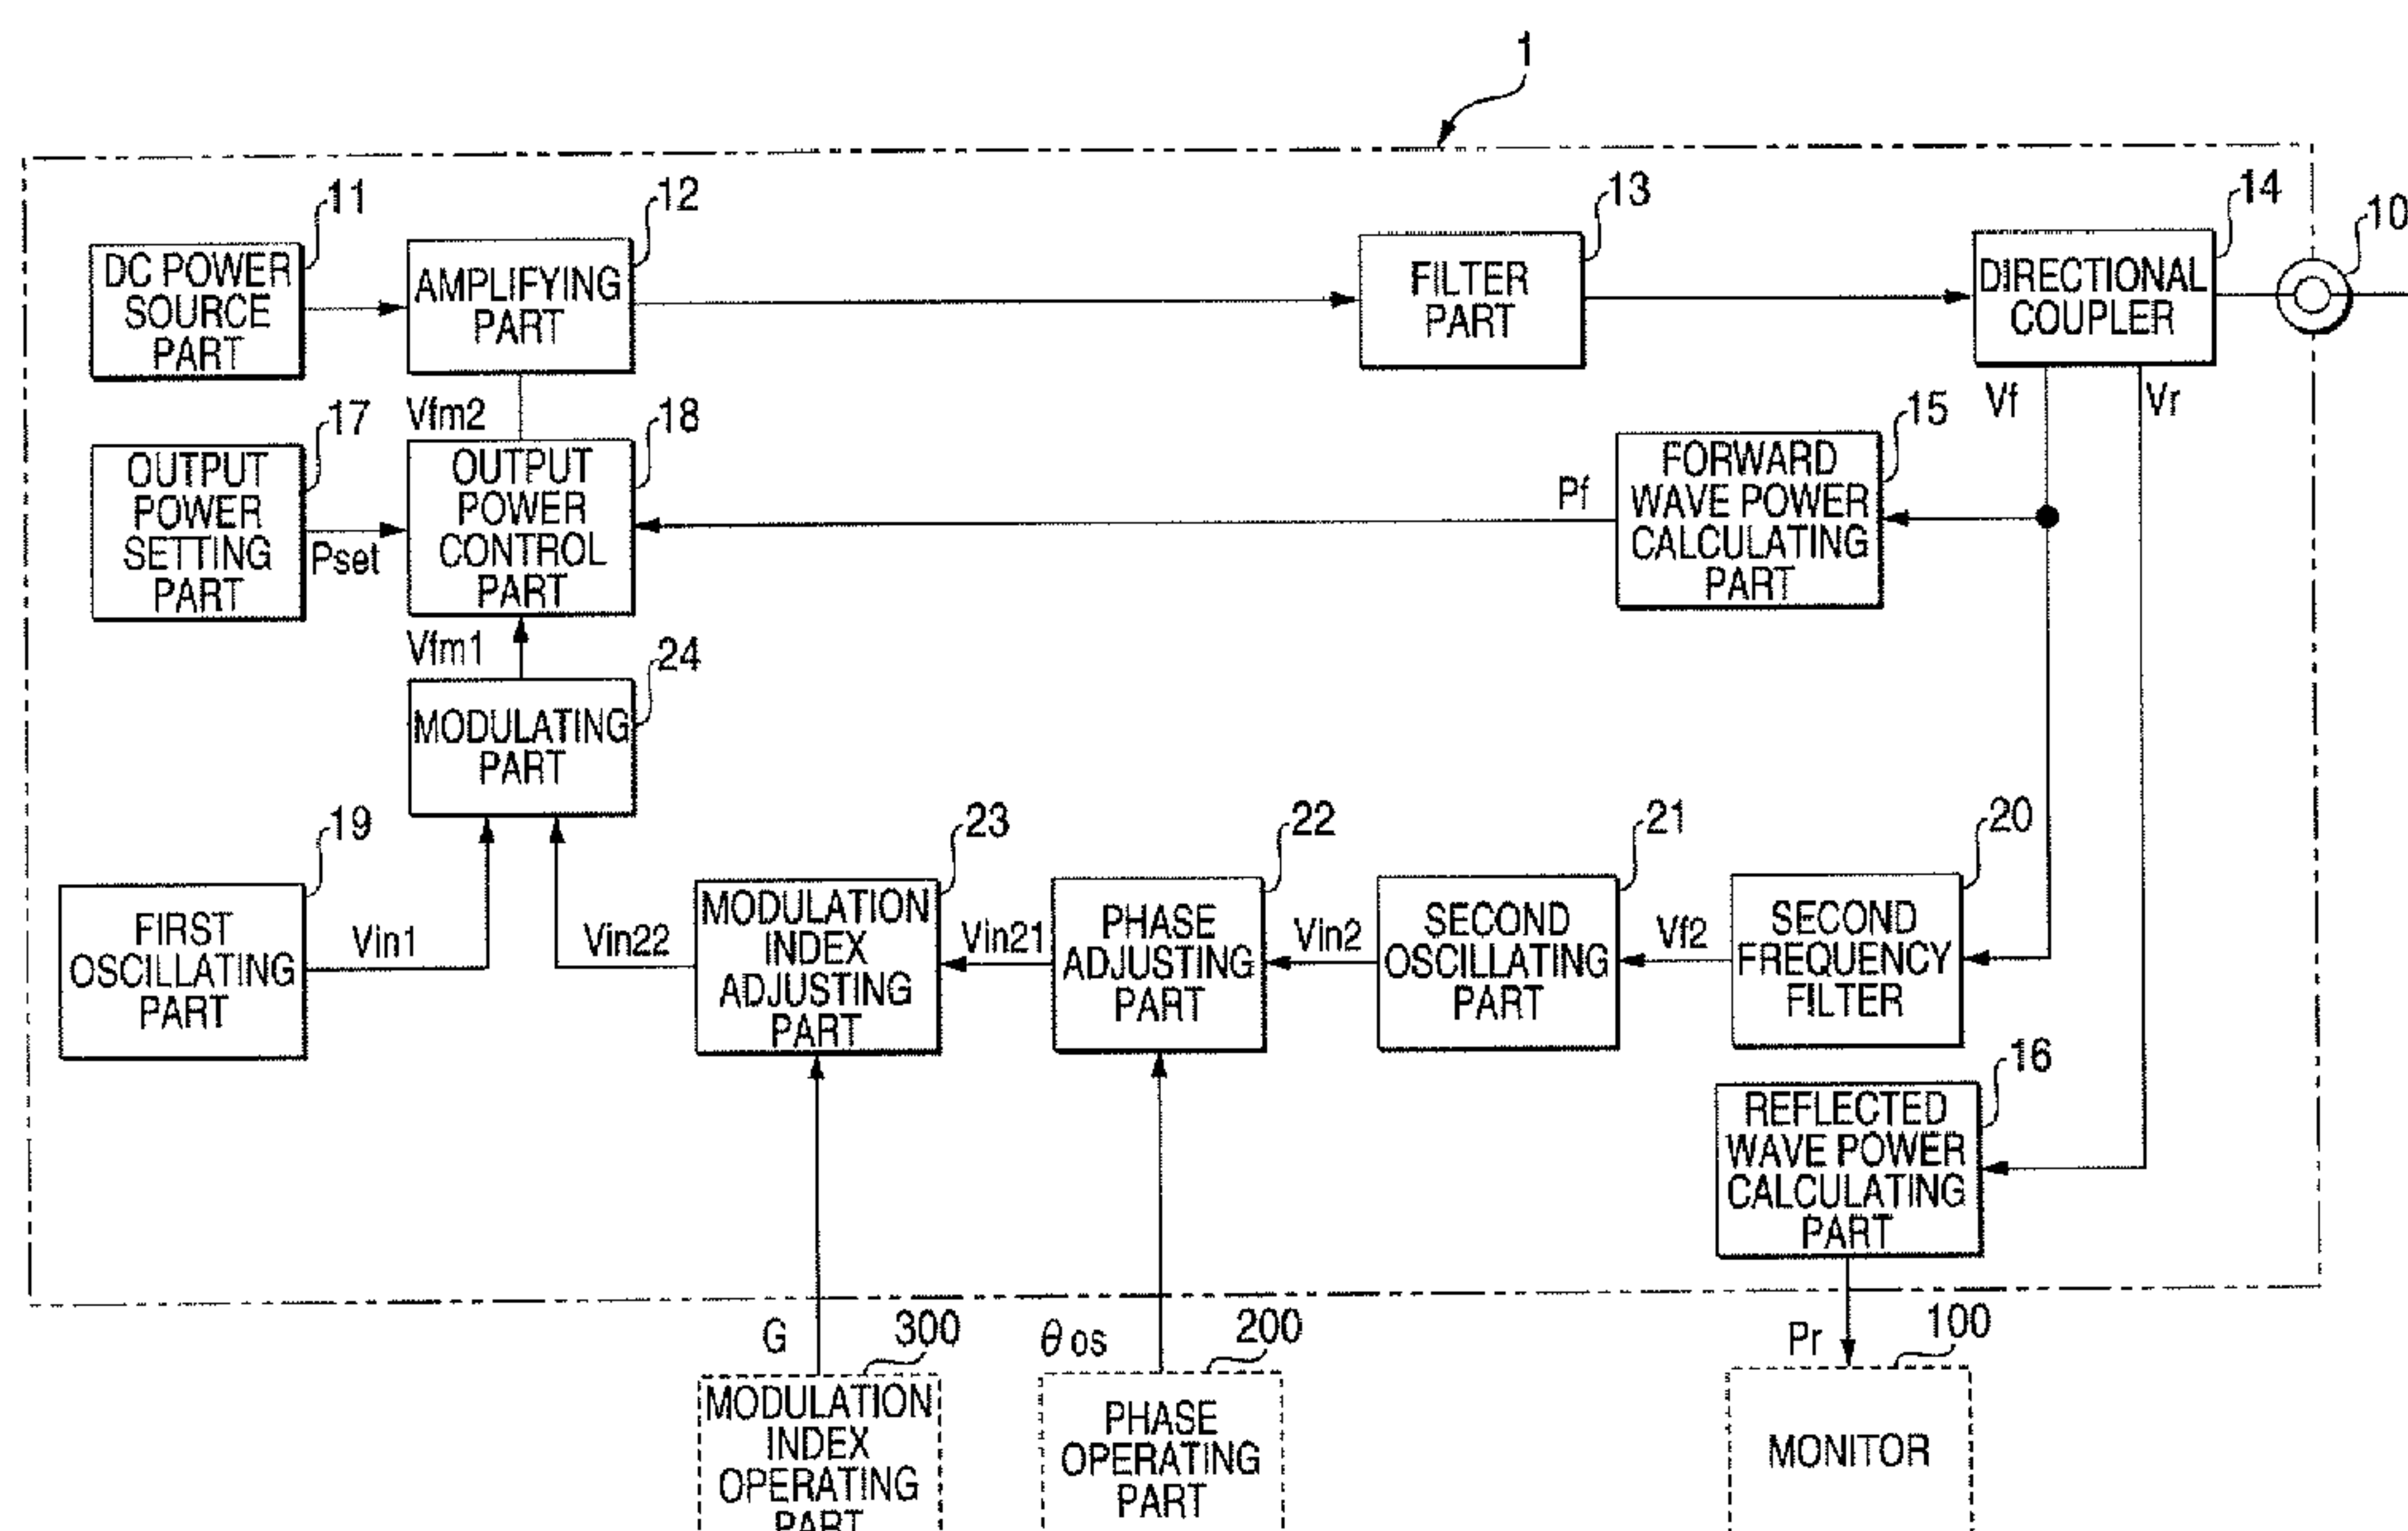 1
11
12
13
14
10
DC POWER
SOURCE
PART
AMPLIFYING
PART
FILTER
PART
DIRECTIONAL
COUPLER
17
Vfm2
18
15
Vf
Vr
OUTPUT
POWER
SETTING
PART
Pset
OUTPUT
POWER
CONTROL
PART
Pf
FORWARD
WAVE POWER
CALCULATING
PART
Vfm1
24
MODULATING
PART
19
23
22
21
20
FIRST
OSCILLATING
PART
Vin1
Vin22
MODULATION
INDEX
ADJUSTING
PART
Vin21
PHASE
ADJUSTING
PART
Vin2
SECOND
OSCILLATING
PART
Vf2
SECOND
FREQUENCY
FILTER
16
REFLECTED
WAVE POWER
CALCULATING
PART
G
300
θos
200
Pr
100
MODULATION
INDEX
OPERATING
PART
PHASE
OPERATING
PART
MONITOR